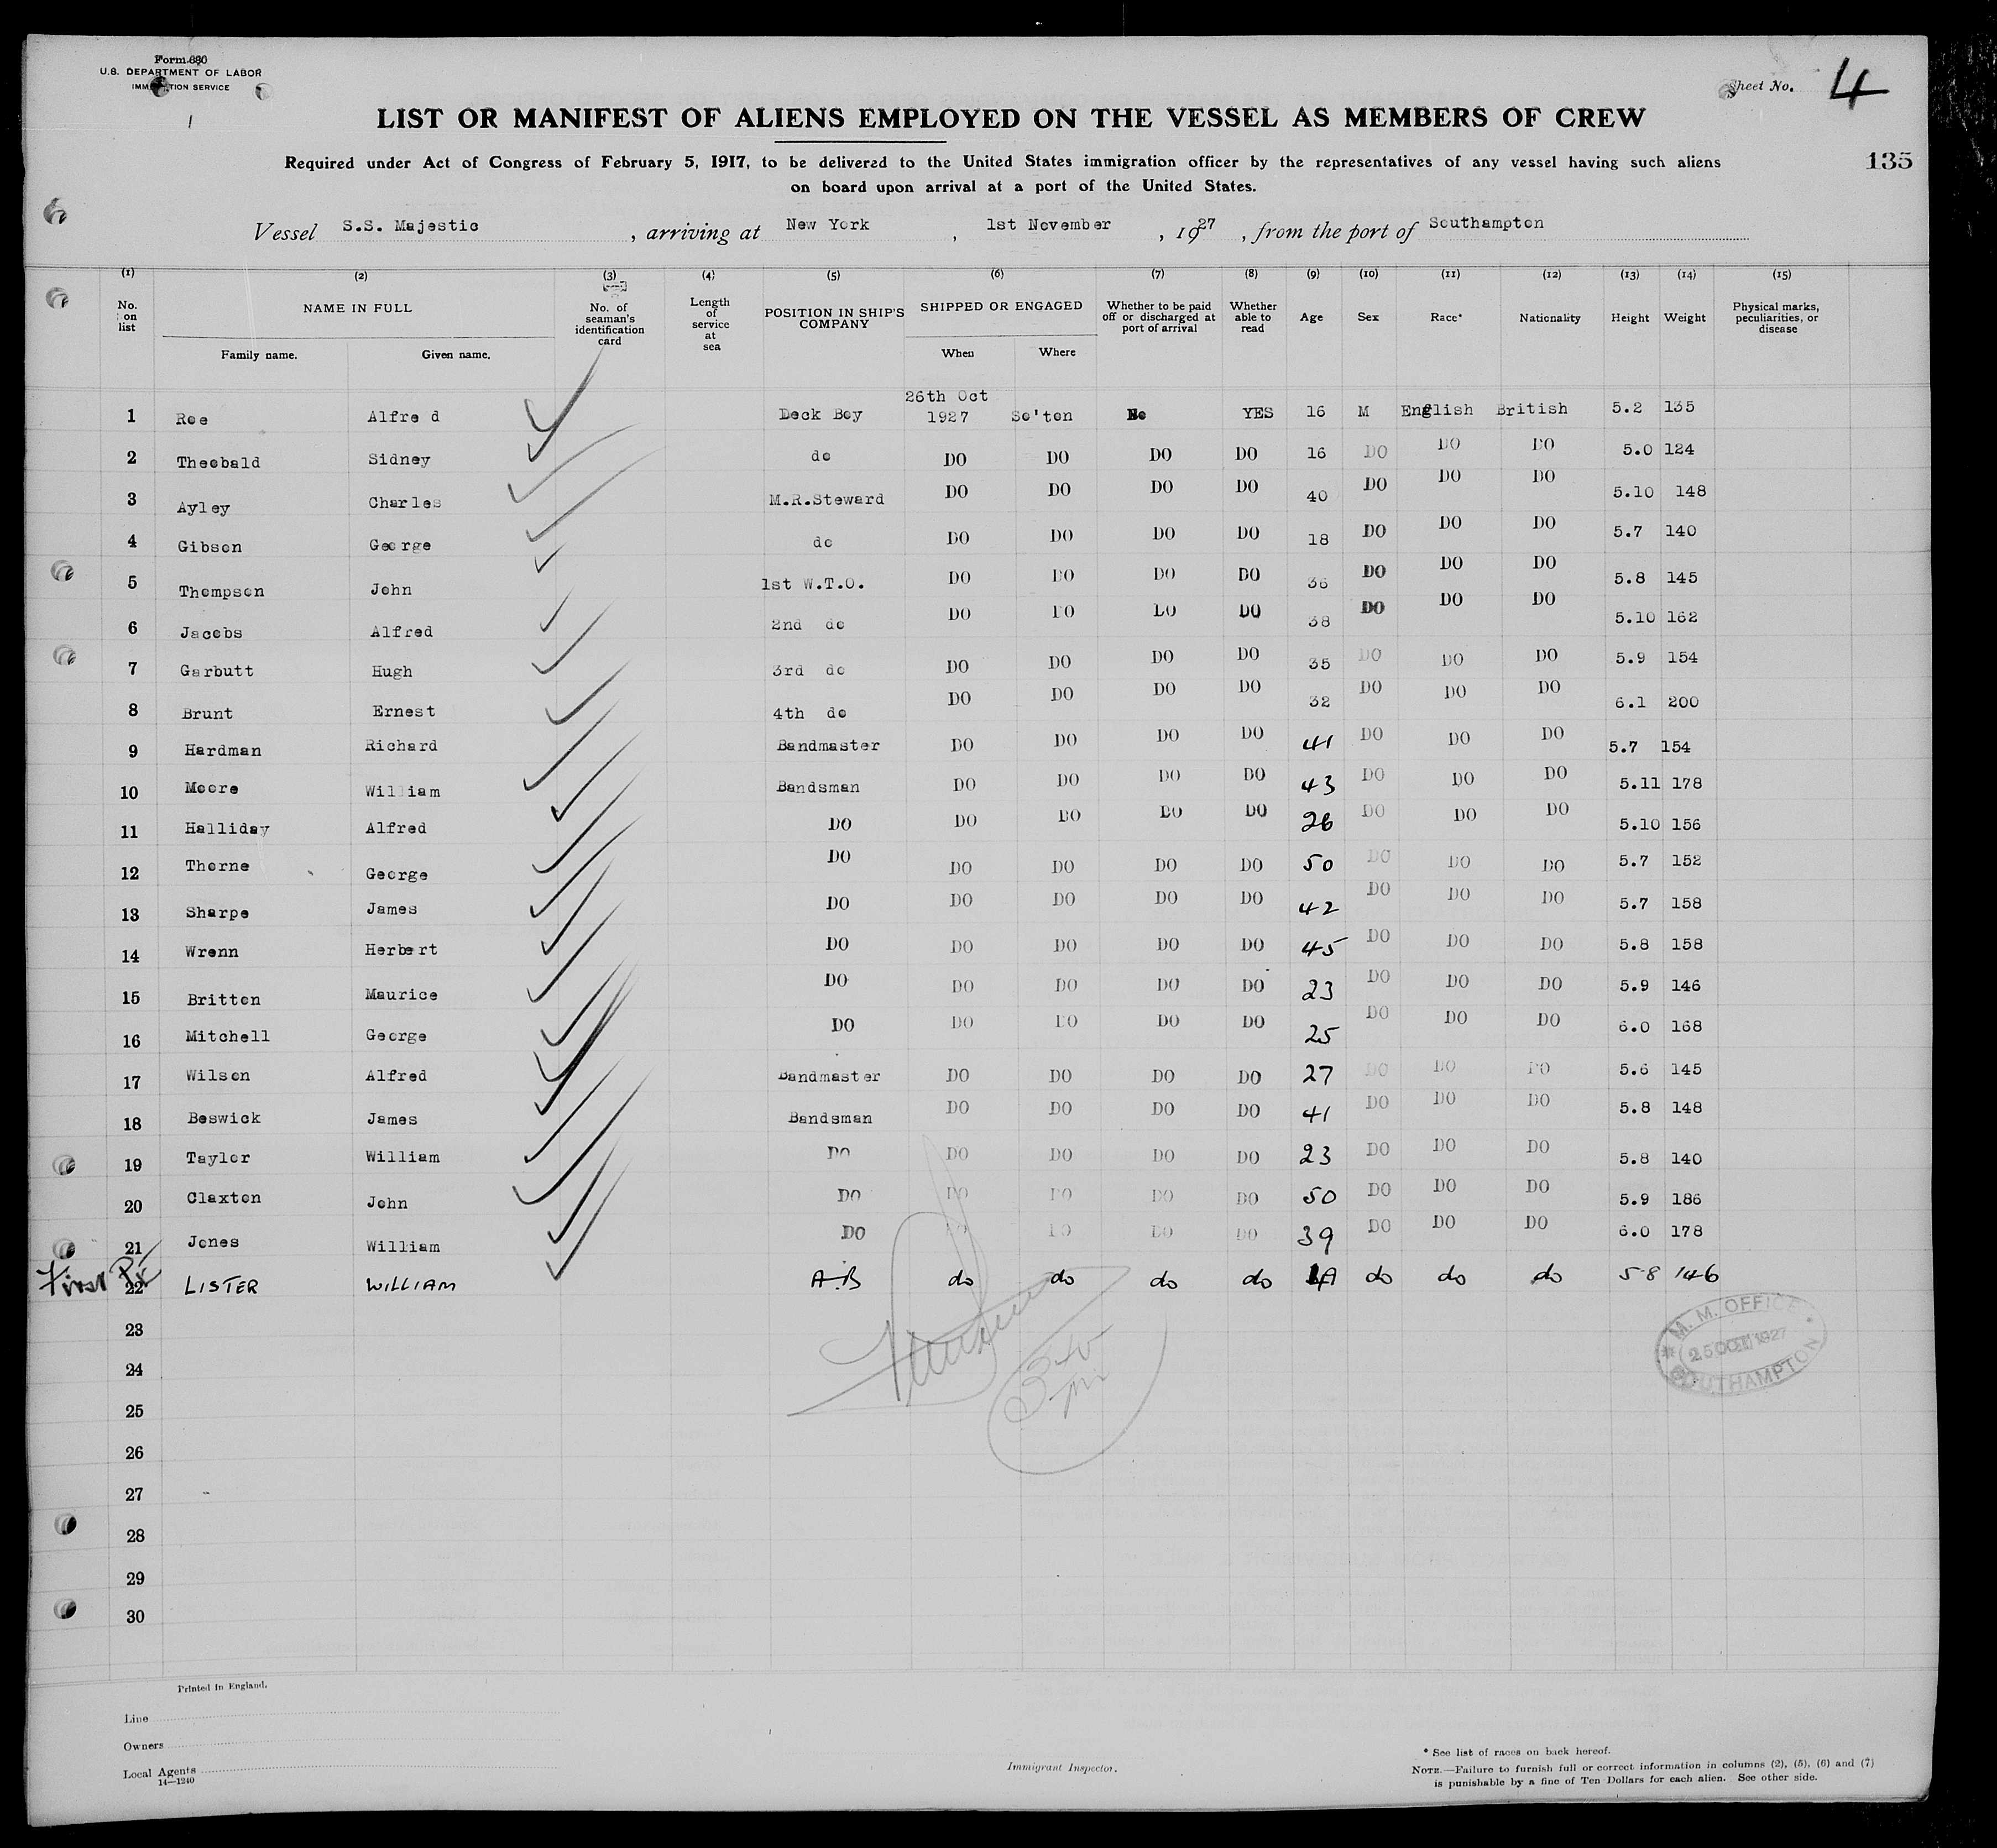 Form 680
U.S. DEPARTMENT OF LABOR
IMMIGRATION SERVICE
Sheet No. 4
LIST OR MANIFEST OF ALIENS EMPLOYED ON THE VESSEL AS MEMBERS OF CREW
Required under Act of Congress of February 5, 1917, to be delivered to the United States immigration officer by the representatives of any vessel having such aliens
on board upon arrival at a port of the United States.
135
Vessel S.S. Majestic, arriving at New York, 1st November, 1927, from the port of Southampton
(1) (2) (3) (4) (5) (6) (7) (8) (9) (10) (11) (12) (13) (14) (15)
No. on list NAME IN FULL No. of seaman's identification card Length of service at sea POSITION IN SHIP'S COMPANY SHIPPED OR ENGAGED Whether to be paid off or discharged at port of arrival Whether able to read Age Sex Race* Nationality Height Weight Physical marks, peculiarities, or disease
Family name. Given name. When Where
1 Roe Alfred Deck Boy 26th Oct 1927 So'ton No YES 16 M English British 5.2 135
2 Theobald Sidney do DO DO DO DO 16 DO DO DO 5.0 124
3 Ayley Charles M.R.Steward DO DO DO DO 40 DO DO DO 5.10 148
4 Gibson George do DO DO DO DO 18 DO DO DO 5.7 140
5 Thompson John 1st W.T.O. DO DO DO DO 36 DO DO DO 5.8 145
6 Jacobs Alfred 2nd do DO DO DO DO 38 DO DO DO 5.10 162
7 Garbutt Hugh 3rd do DO DO DO DO 35 DO DO DO 5.9 154
8 Brunt Ernest 4th do DO DO DO DO 32 DO DO DO 6.1 200
9 Hardman Richard Bandmaster DO DO DO DO 41 DO DO DO 5.7 154
10 Moore William Bandsman DO DO DO DO 43 DO DO DO 5.11 178
11 Halliday Alfred DO DO DO DO DO 26 DO DO DO 5.10 156
12 Thorne George DO DO DO DO DO 50 DO DO DO 5.7 152
13 Sharpe James DO DO DO DO DO 42 DO DO DO 5.7 158
14 Wrenn Herbert DO DO DO DO DO 45 DO DO DO 5.8 158
15 Britton Maurice DO DO DO DO DO 23 DO DO DO 5.9 146
16 Mitchell George DO DO DO DO DO 25 DO DO DO 6.0 168
17 Wilson Alfred Bandmaster DO DO DO DO 27 DO DO DO 5.6 145
18 Beswick James Bandsman DO DO DO DO 41 DO DO DO 5.8 148
19 Taylor William DO DO DO DO DO 23 DO DO DO 5.8 140
20 Claxton John DO DO DO DO DO 50 DO DO DO 5.9 186
21 Jones William DO DO DO DO DO 39 DO DO DO 6.0 178
First 22 LISTER WILLIAM A.B do do do do do do do 5-8 146
23
24
25
26
27
28
29
30
M. M. OFFICE
25 OCT 1927
SOUTHAMPTON
Printed in England.
Line
Owners
Local Agents
14—1240
Immigrant Inspector.
* See list of races on back hereof.
NOTE.—Failure to furnish full or correct information in columns (2), (5), (6) and (7)
is punishable by a fine of Ten Dollars for each alien. See other side.